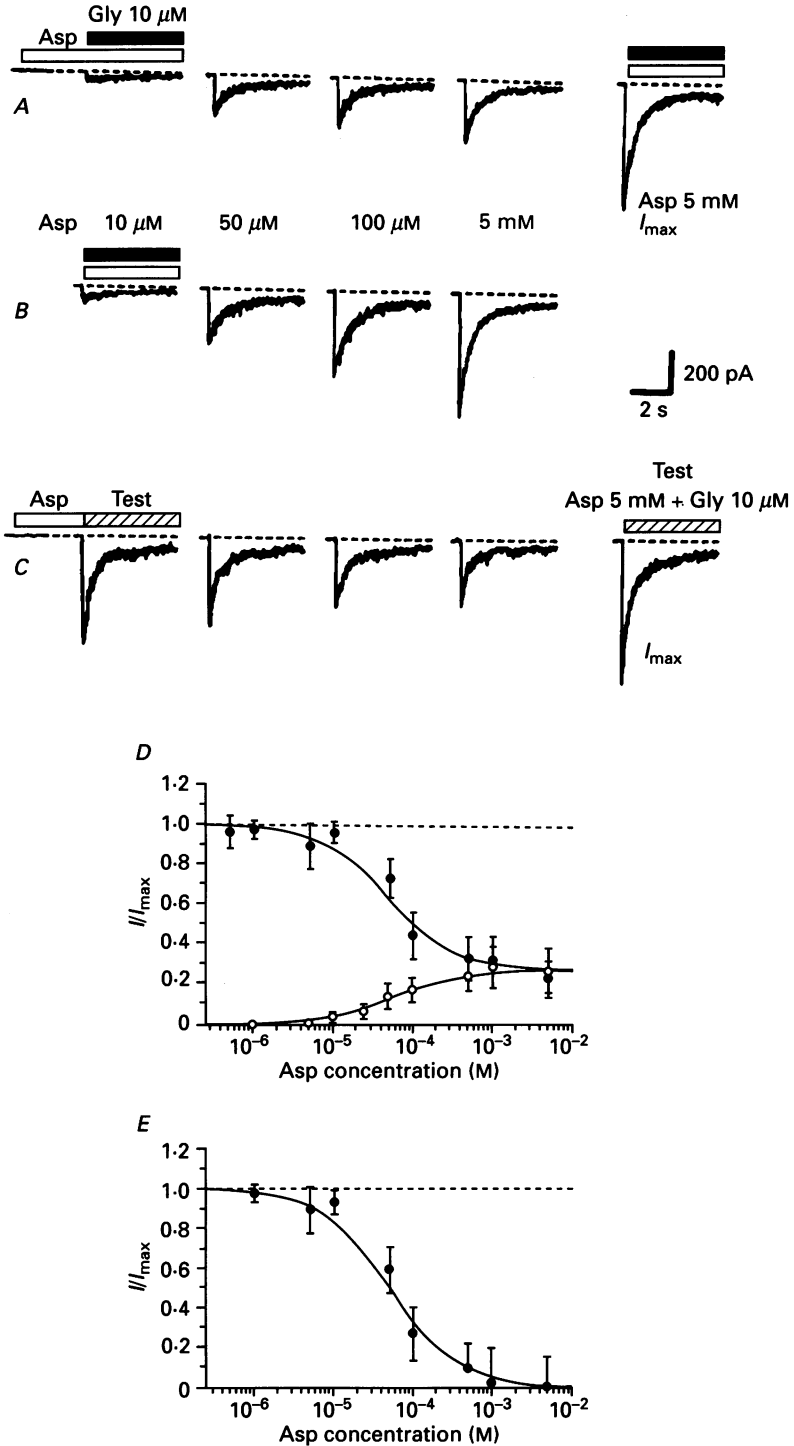 Gly 10 μM
Asp
A
Asp 5 mM
Imax
Asp 10 μM 50 μM 100 μM 5 mM
B
200 pA
2 s
Test
Asp Test Asp 5 mM + Gly 10 μM
C
Imax
D
1·2
1·0
0·8
0·6
0·4
0·2
0
I/Imax
10−6 10−5 10−4 10−3 10−2
Asp concentration (M)
E
1·2
1·0
0·8
0·6
0·4
0·2
0
I/Imax
10−6 10−5 10−4 10−3 10−2
Asp concentration (M)